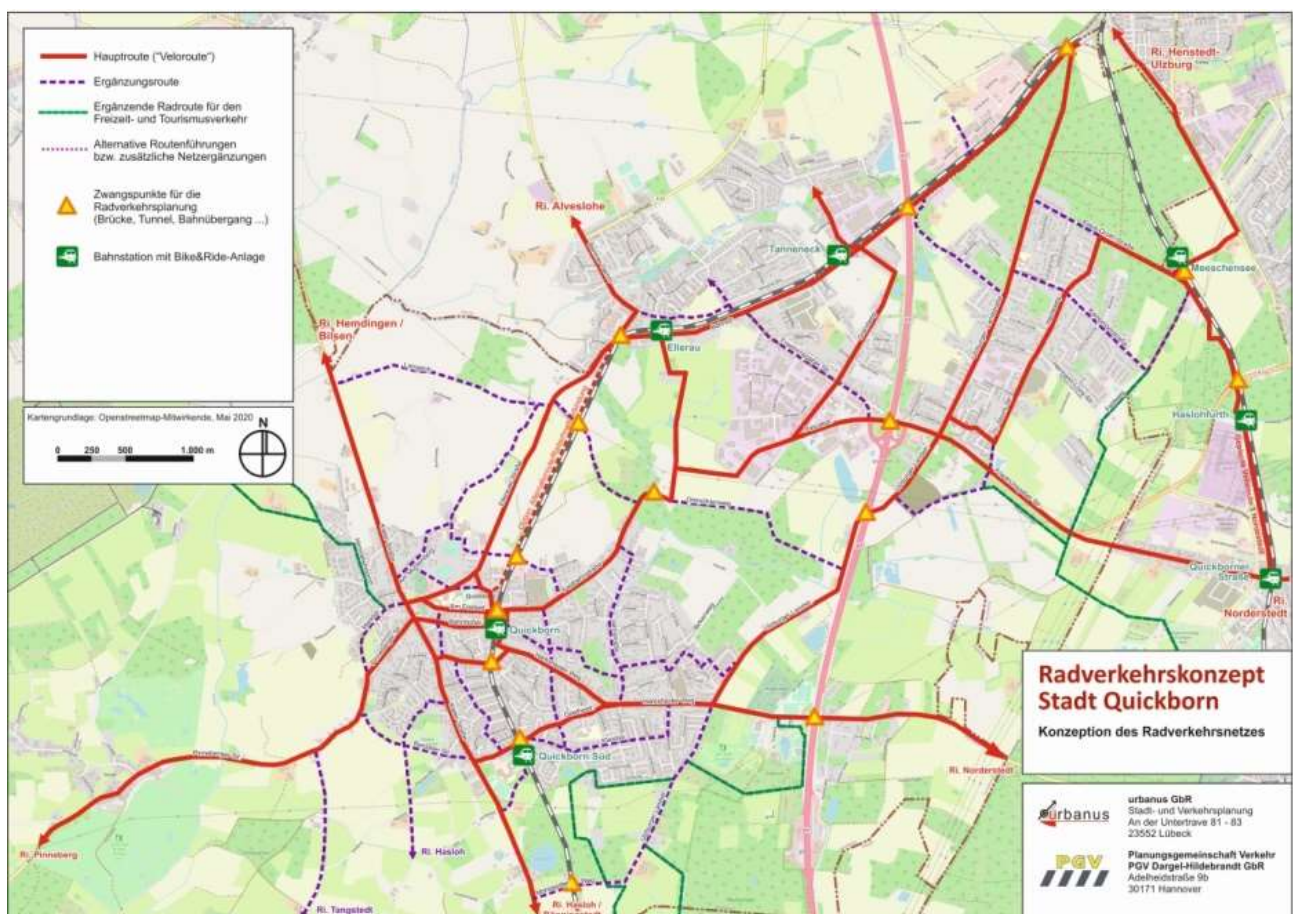 Hauptroute ("Veloroute")
Ergänzungsroute
Ergänzende Radroute für den
Freizeit- und Tourismusverkehr
Alternative Routenführungen
bzw. zusätzliche Netzergänzungen
Zwangspunkte für die
Radverkehrsplanung
(Brücke, Tunnel, Bahnübergang ...)
Bahnstation mit Bike&Ride-Anlage
Kartengrundlage: Openstreetmap-Mitwirkende, Mai 2020
N
0 250 500 1.000 m
Ri. Henstedt-
Ulzburg
Ri. Alveslohe
Tanneneck
Meeschensee
Ri. Hemdingen /
Bilsen
Ellerau
Haslohfurth
Quickborner
Straße
Ri.
Norderstedt
Quickborn
Quickborn Süd
Ri. Norderstedt
Ri. Pinneberg
Ri. Hasloh
Ri. Tangstedt
Ri. Hasloh /
Radverkehrskonzept
Stadt Quickborn
Konzeption des Radverkehrsnetzes
urbanus
urbanus GbR
Stadt- und Verkehrsplanung
An der Untertrave 81 - 83
23552 Lübeck
PGV
Planungsgemeinschaft Verkehr
PGV Dargel-Hildebrandt GbR
Adelheidstraße 9b
30171 Hannover